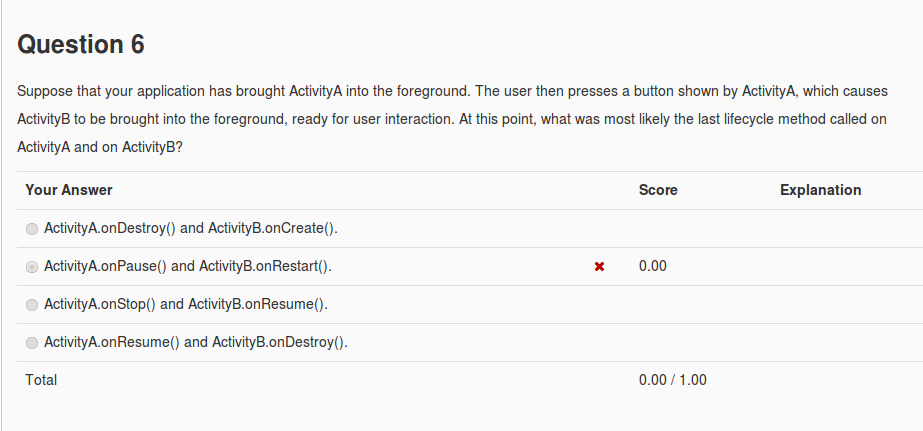 Question 6
Suppose that your application has brought ActivityA into the foreground. The user then presses a button shown by ActivityA, which causes
ActivityB to be brought into the foreground, ready for user interaction. At this point, what was most likely the last lifecycle method called on
ActivityA and on ActivityB?
Your Answer Score Explanation
ActivityA.onDestroy() and ActivityB.onCreate().
ActivityA.onPause() and ActivityB.onRestart(). 0.00
ActivityA.onStop() and ActivityB.onResume().
ActivityA.onResume() and ActivityB.onDestroy().
Total 0.00 / 1.00